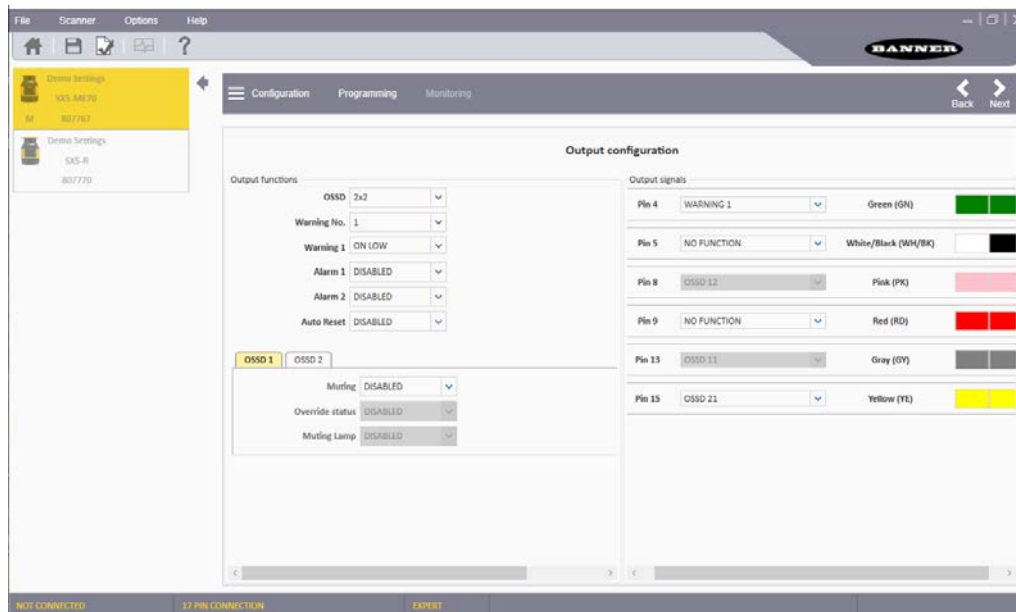 File Scanner Options Help
BANNER
Demo Settings
SX5-ME70
M 807767
Demo Settings
SX5-R
807770
Configuration Programming Monitoring Back Next
Output configuration
Output functions
OSSD 2x2
Warning No. 1
Warning 1 ON LOW
Alarm 1 DISABLED
Alarm 2 DISABLED
Auto Reset DISABLED
OSSD 1 OSSD 2
Muting DISABLED
Override status DISABLED
Muting Lamp DISABLED
Output signals
Pin 4 WARNING 1 Green (GN)
Pin 5 NO FUNCTION White/Black (WH/BK)
Pin 8 OSSD 12 Pink (PK)
Pin 9 NO FUNCTION Red (RD)
Pin 13 OSSD 11 Gray (GY)
Pin 15 OSSD 21 Yellow (YE)
NOT CONNECTED 17 PIN CONNECTION EXPERT